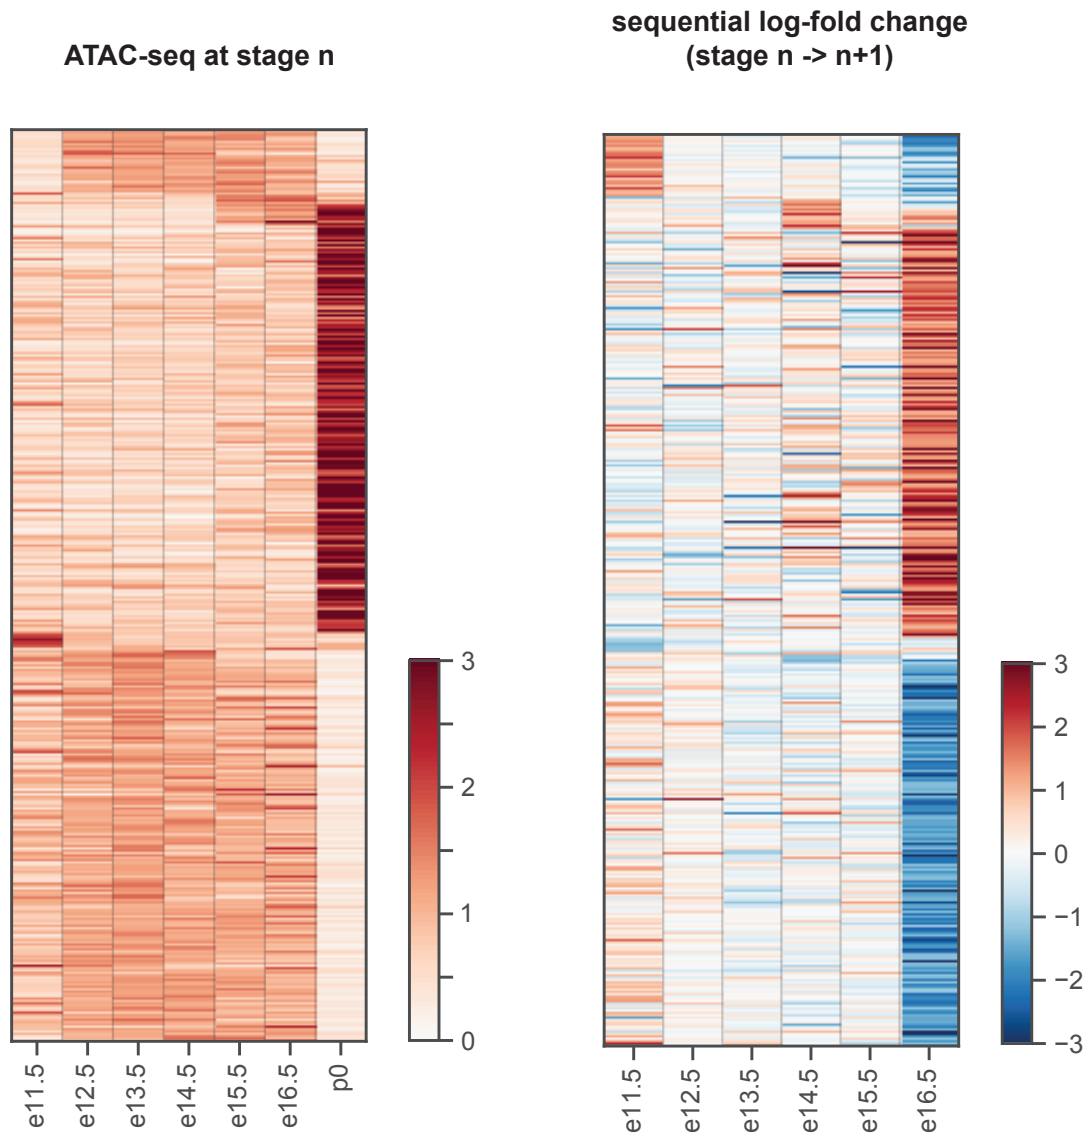 ATAC-seq at stage n
sequential log-fold change
(stage n -> n+1)
3
2
1
0
3
2
1
0
−1
−2
−3
e11.5
e12.5
e13.5
e14.5
e15.5
e16.5
p0
e11.5
e12.5
e13.5
e14.5
e15.5
e16.5